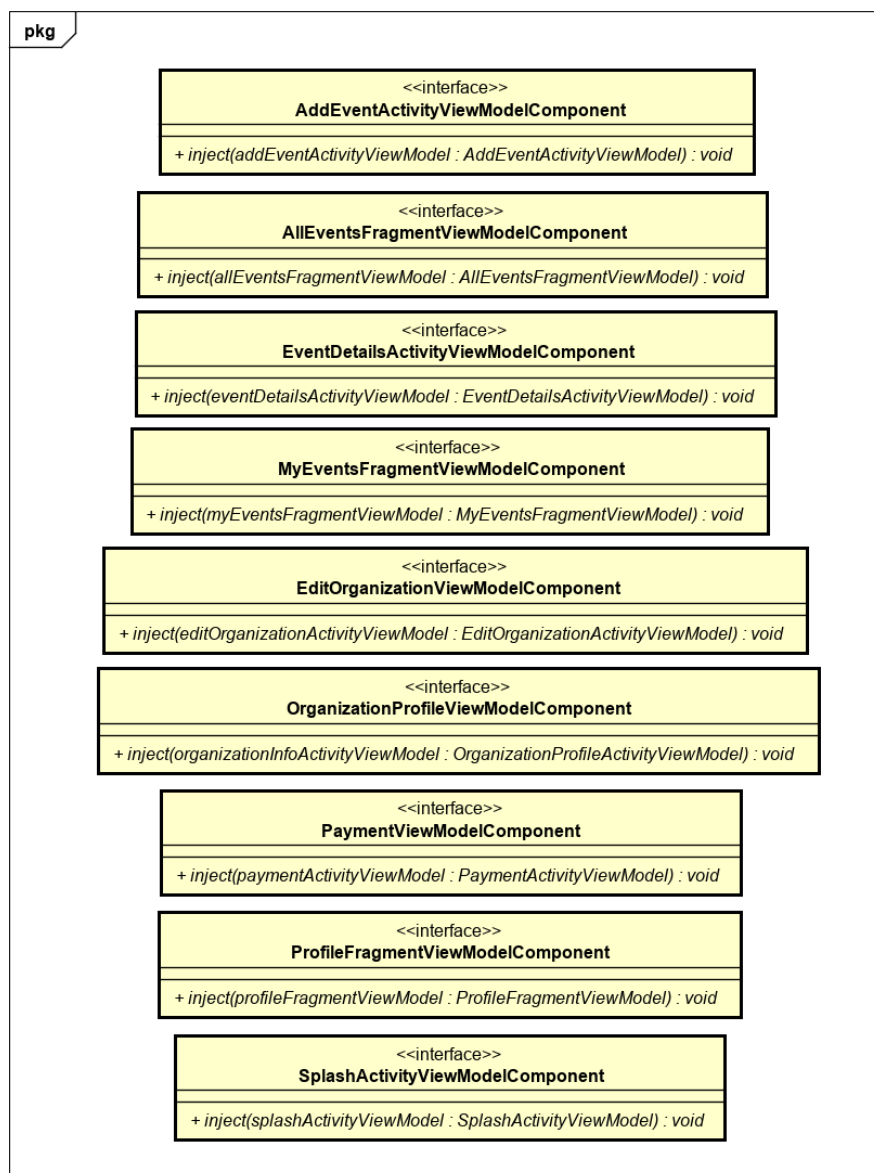 pkg
<<interface>>
AddEventActivityViewModelComponent
+ inject(addEventActivityViewModel : AddEventActivityViewModel) : void
<<interface>>
AllEventsFragmentViewModelComponent
+ inject(allEventsFragmentViewModel : AllEventsFragmentViewModel) : void
<<interface>>
EventDetailsActivityViewModelComponent
+ inject(eventDetailsActivityViewModel : EventDetailsActivityViewModel) : void
<<interface>>
MyEventsFragmentViewModelComponent
+ inject(myEventsFragmentViewModel : MyEventsFragmentViewModel) : void
<<interface>>
EditOrganizationViewModelComponent
+ inject(editOrganizationActivityViewModel : EditOrganizationActivityViewModel) : void
<<interface>>
OrganizationProfileViewModelComponent
+ inject(organizationInfoActivityViewModel : OrganizationProfileActivityViewModel) : void
<<interface>>
PaymentViewModelComponent
+ inject(paymentActivityViewModel : PaymentActivityViewModel) : void
<<interface>>
ProfileFragmentViewModelComponent
+ inject(profileFragmentViewModel : ProfileFragmentViewModel) : void
<<interface>>
SplashActivityViewModelComponent
+ inject(splashActivityViewModel : SplashActivityViewModel) : void